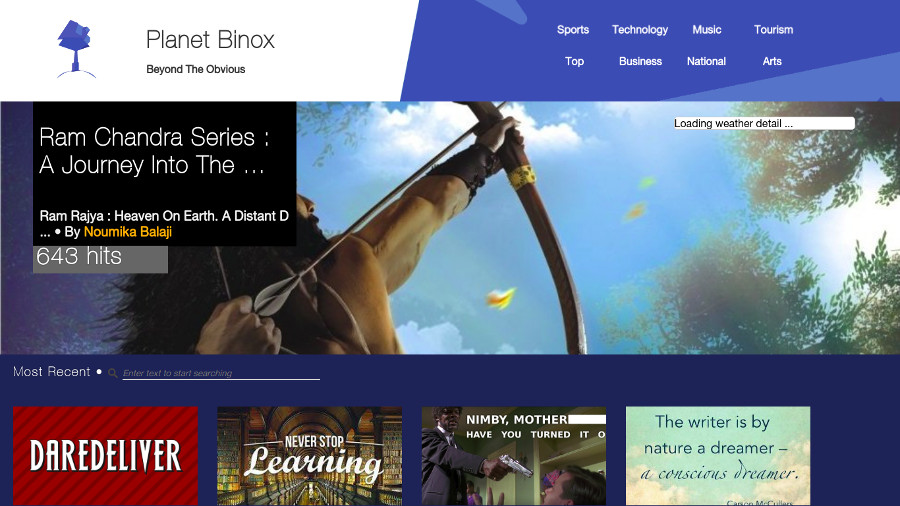 Planet Binox
Beyond The Obvious
Sports Technology Music Tourism
Top Business National Arts
Ram Chandra Series :
A Journey Into The ...
Ram Rajya : Heaven On Earth. A Distant D
... • By Noumika Balaji
643 hits
Loading weather detail ...
Most Recent •
Enter text to start searching
DAREDELIVER
NEVER STOP
Learning
NIMBY, MOTHER
HAVE YOU TURNED IT O
The writer is by
nature a dreamer –
a conscious dreamer.
Carson McCullers